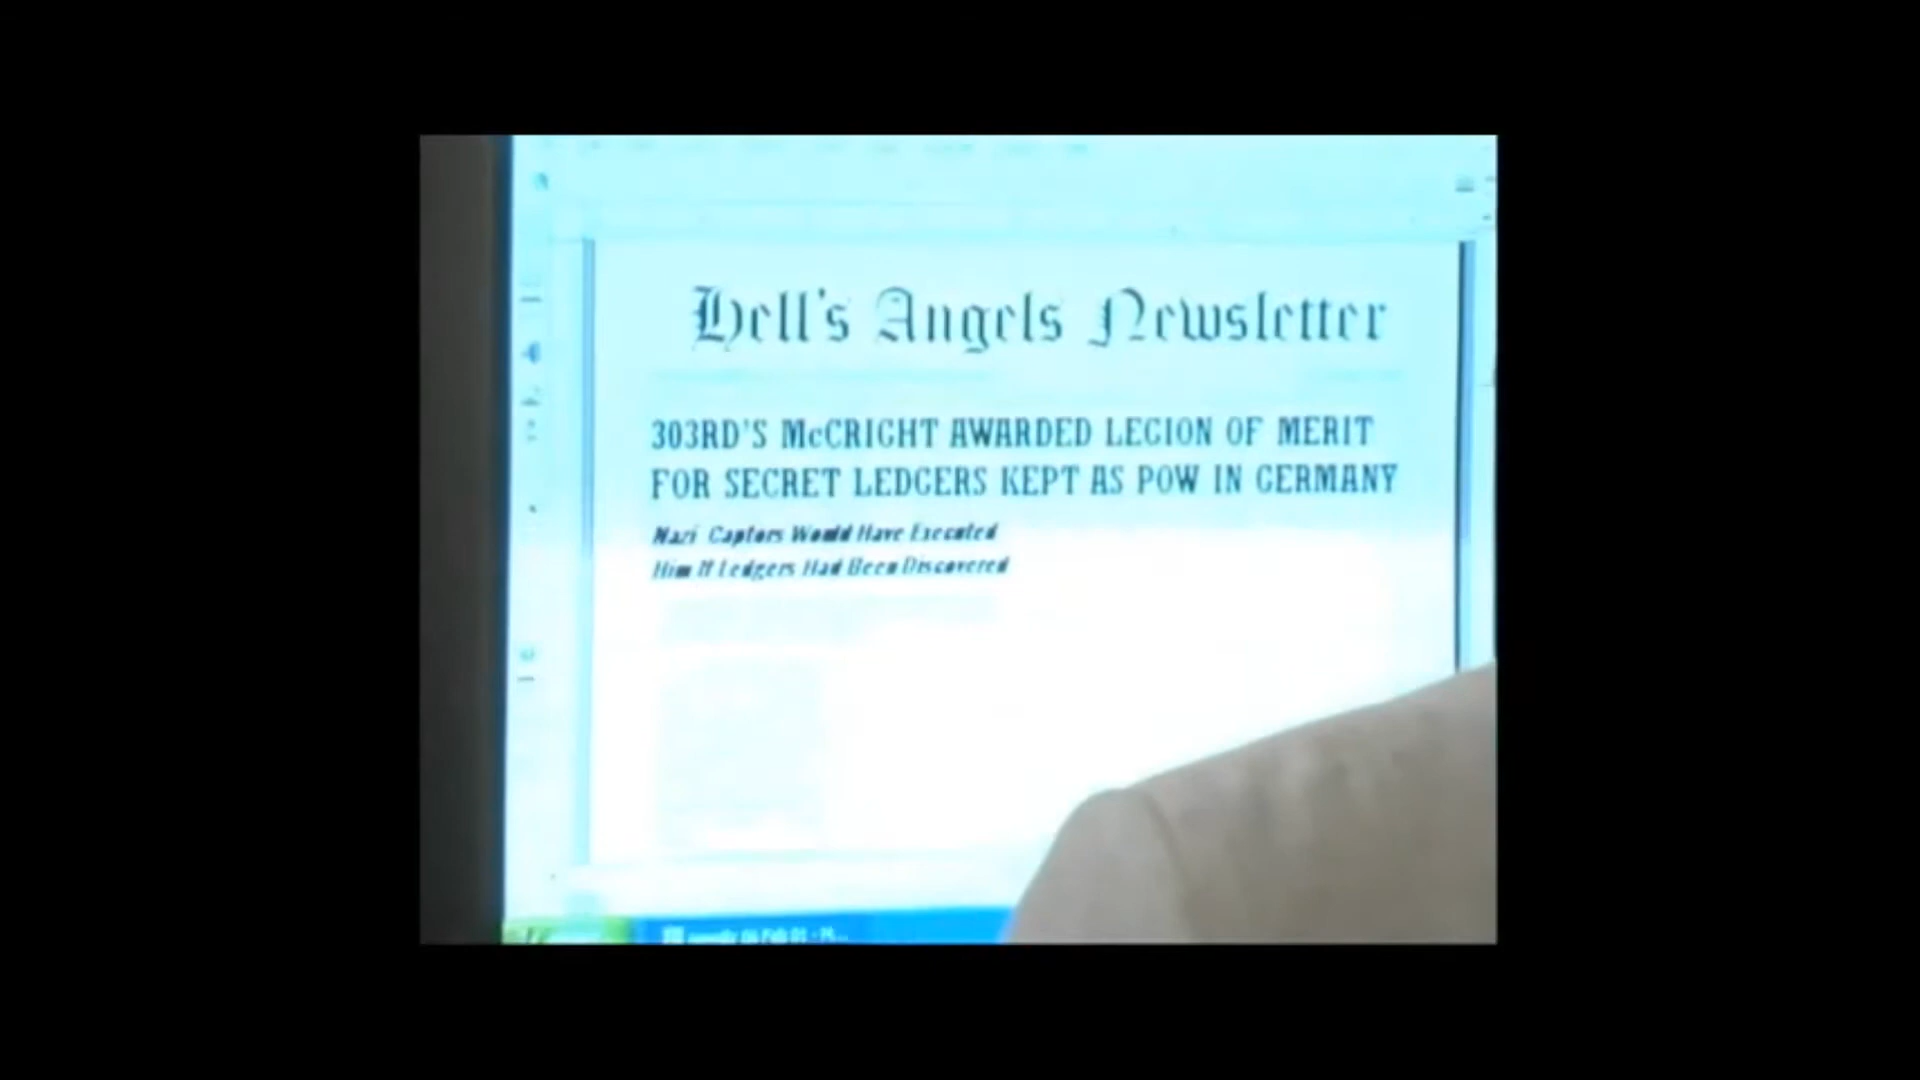 Hell's Angels Newsletter
303RD'S McCRIGHT AWARDED LEGION OF MERIT
FOR SECRET LEDGERS KEPT AS POW IN GERMANY
Nazi Captors Would Have Executed
Him If Ledgers Had Been Discovered